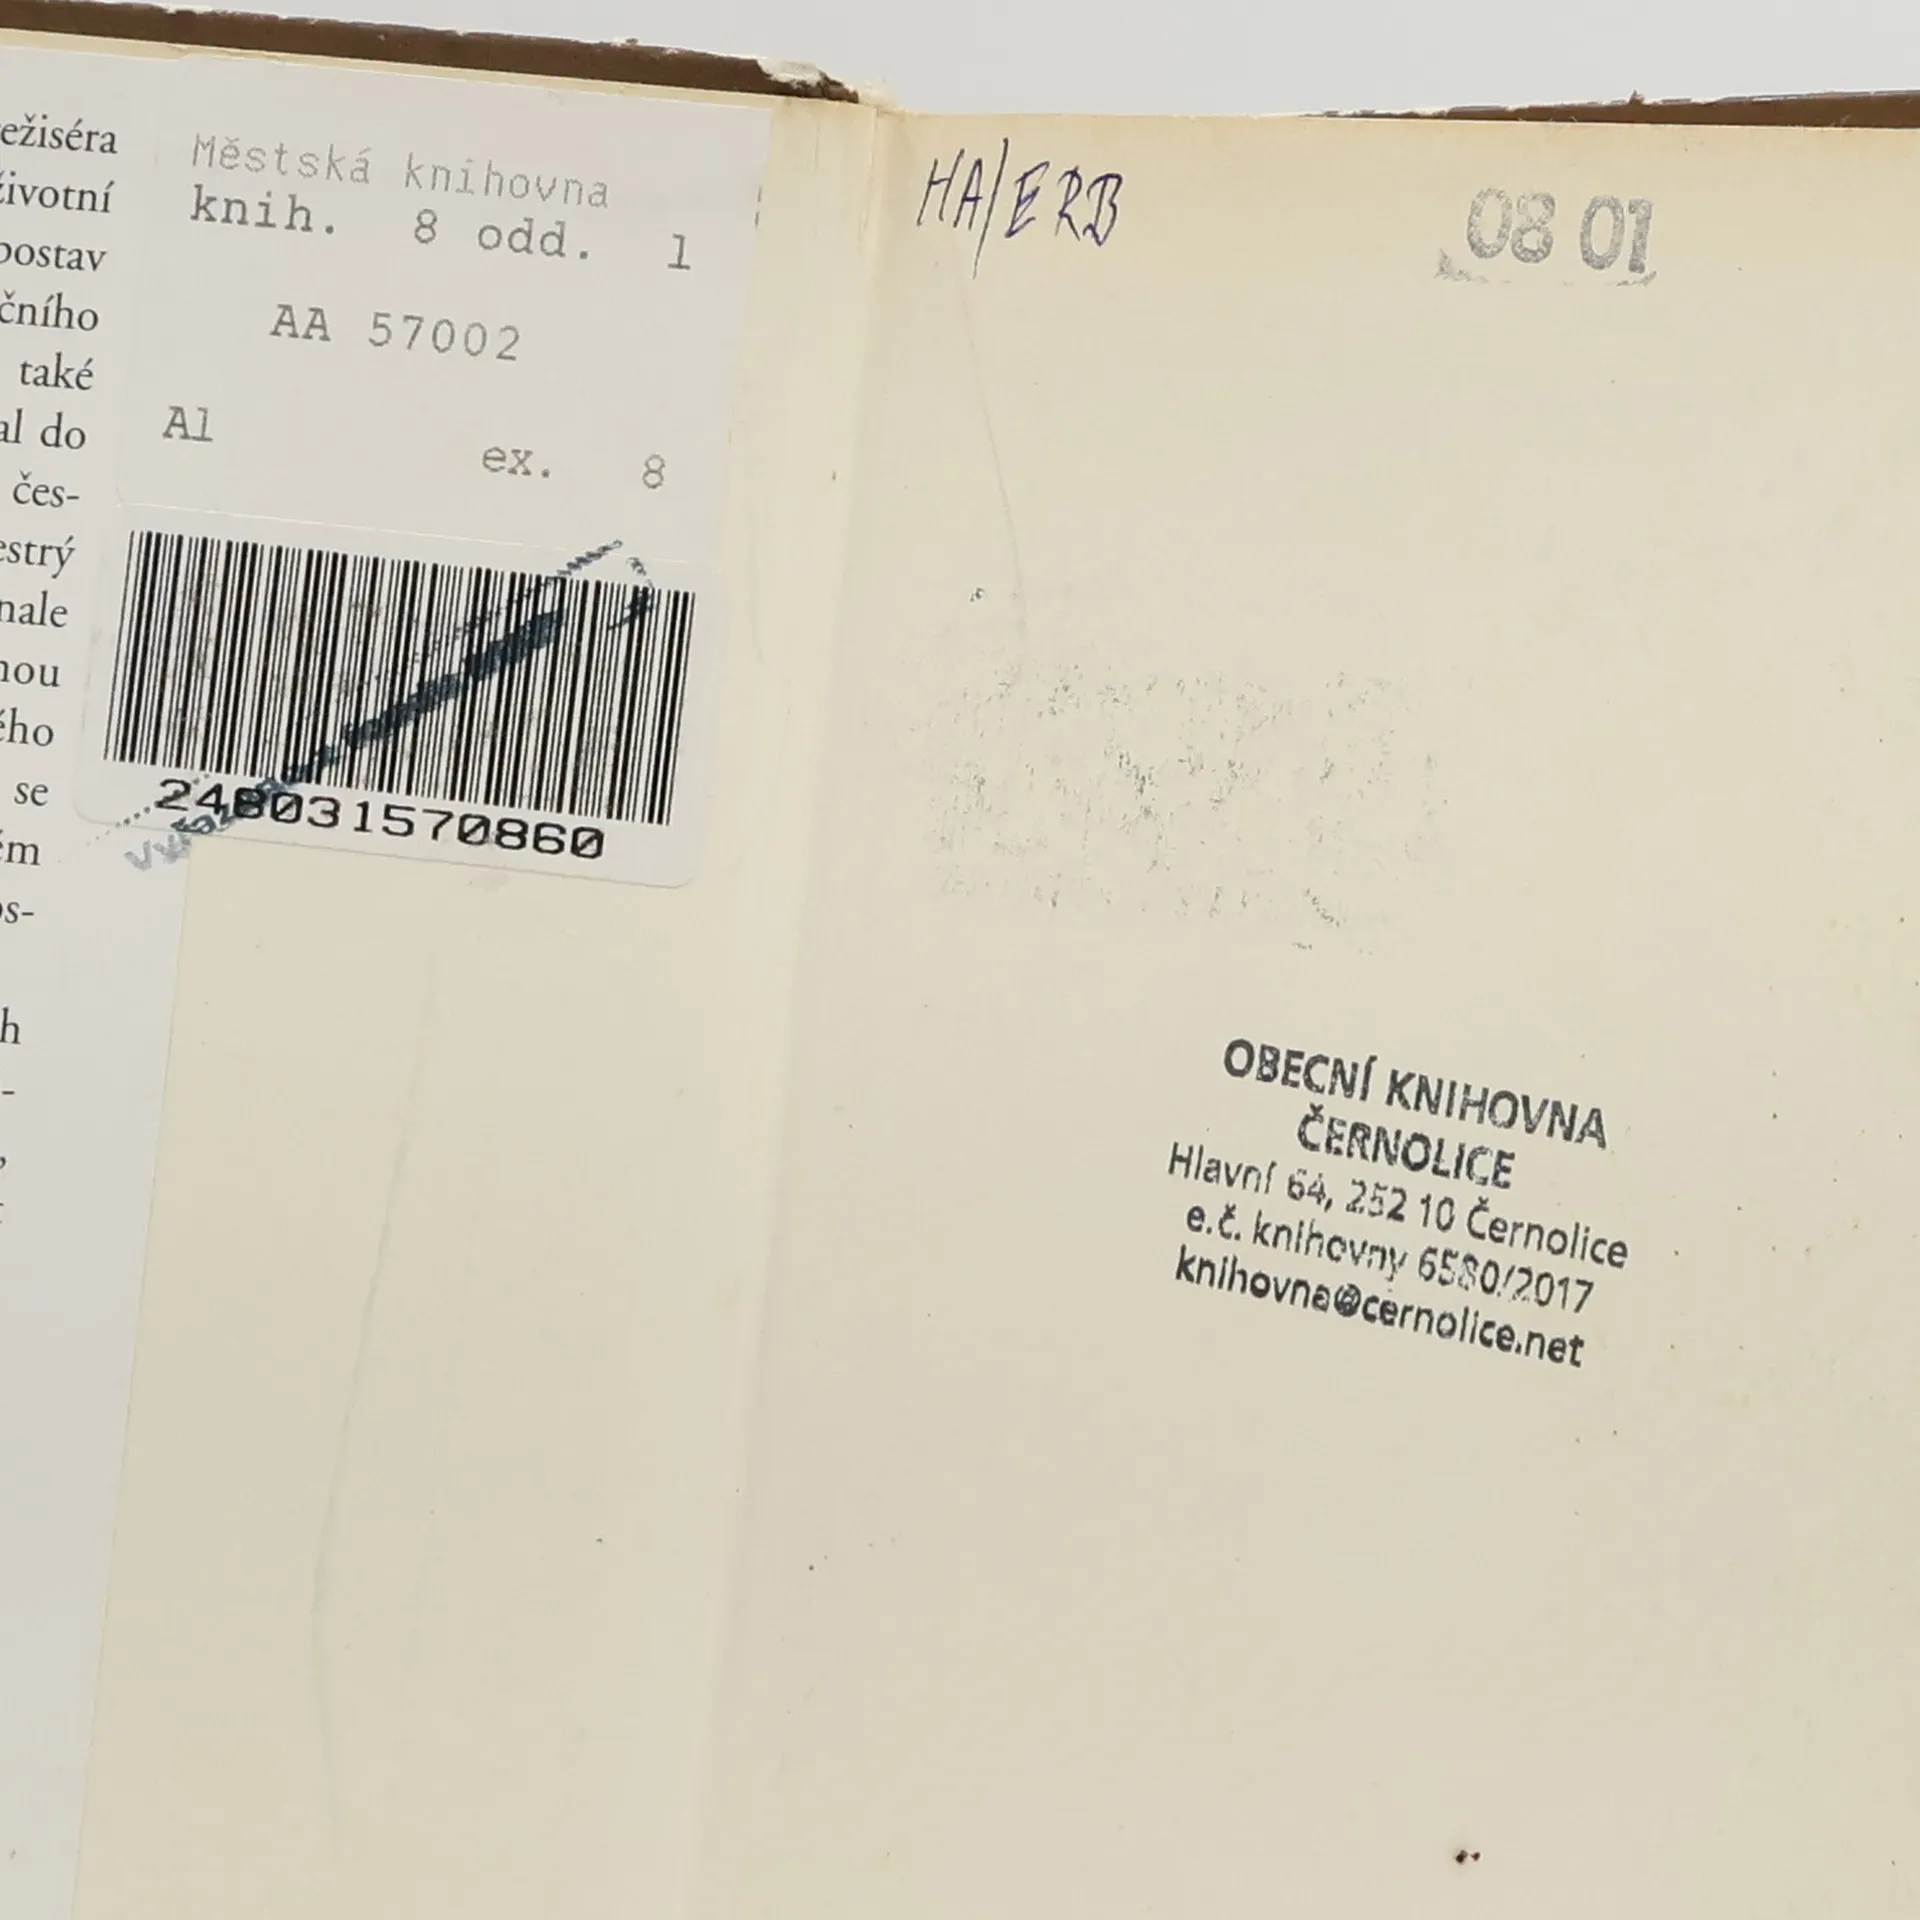 ežiséra
životní
postav
čního
také
al do
čes-
estrý
nale
nou
ého
se
ém
os-
h
-
,
Městská knihovna
knih. 8 odd. 1
AA 57002
A1
ex. 8
248031570860
HA/ERB
08 01
OBECNÍ KNIHOVNA
ČERNOLICE
Hlavní 64, 252 10 Černolice
e.č. knihovny 6580/2017
knihovna@cernolice.net